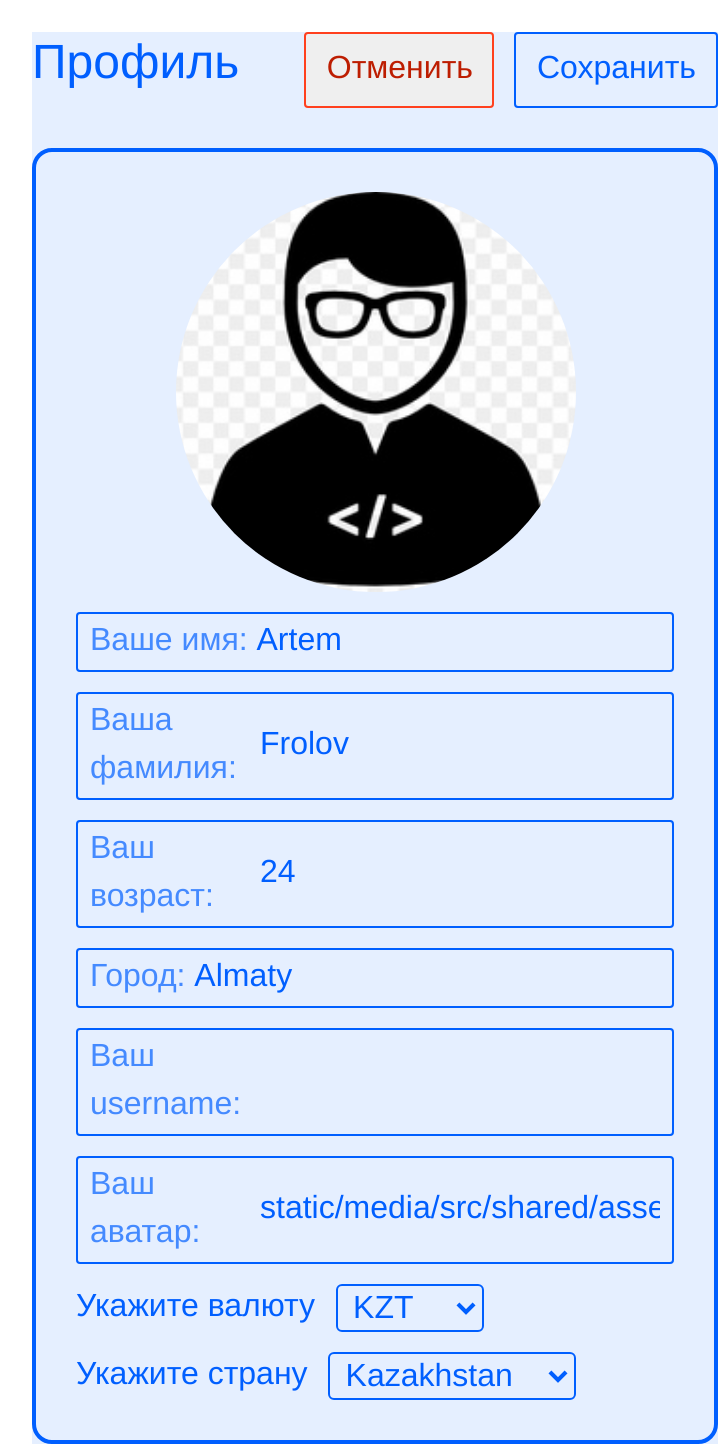 Профиль Отменить Сохранить
</>
Ваше имя: Artem
Ваша
фамилия: Frolov
Ваш
возраст: 24
Город: Almaty
Ваш
username:
Ваш
аватар: static/media/src/shared/asse
Укажите валюту KZT
Укажите страну Kazakhstan